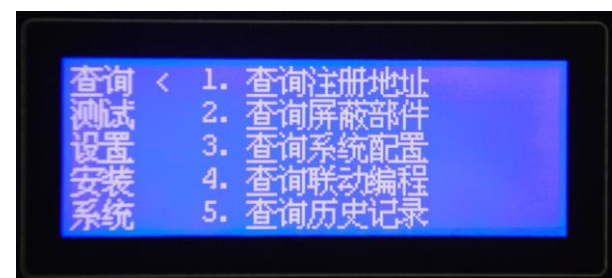 查询 < 1. 查询注册地址
测试 2. 查询屏蔽部件
设置 3. 查询系统配置
安装 4. 查询联动编程
系统 5. 查询历史记录